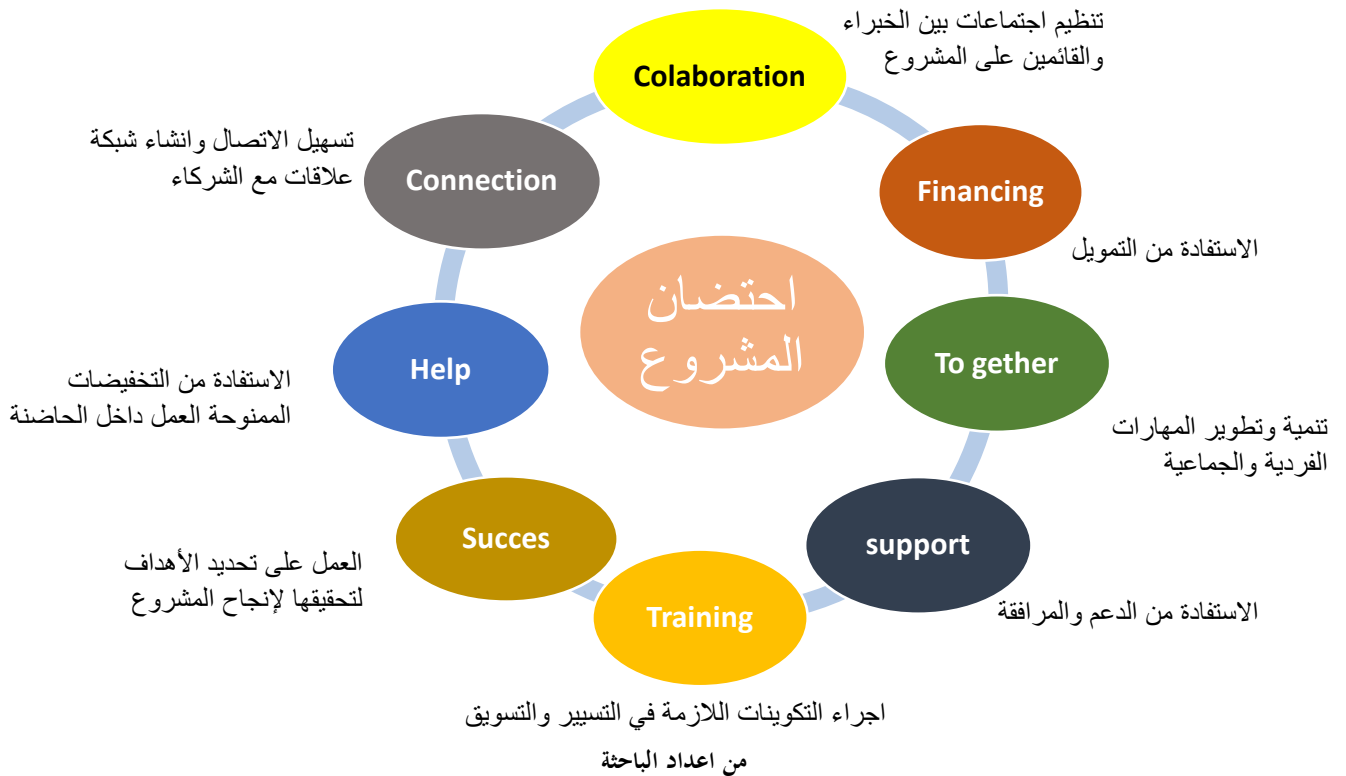 Colaboration
تنظيم اجتماعات بين الخبراء
والقائمين على المشروع
Financing
الاستفادة من التمويل
To gether
تنمية وتطوير المهارات
الفردية والجماعية
support
الاستفادة من الدعم والمرافقة
Training
اجراء التكوينات اللازمة في التسيير والتسويق
Succes
العمل على تحديد الأهداف
لتحقيقها لإنجاح المشروع
Help
الاستفادة من التخفيضات
الممنوحة العمل داخل الحاضنة
Connection
تسهيل الاتصال وانشاء شبكة
علاقات مع الشركاء
احتضان
المشروع
من اعداد الباحثة